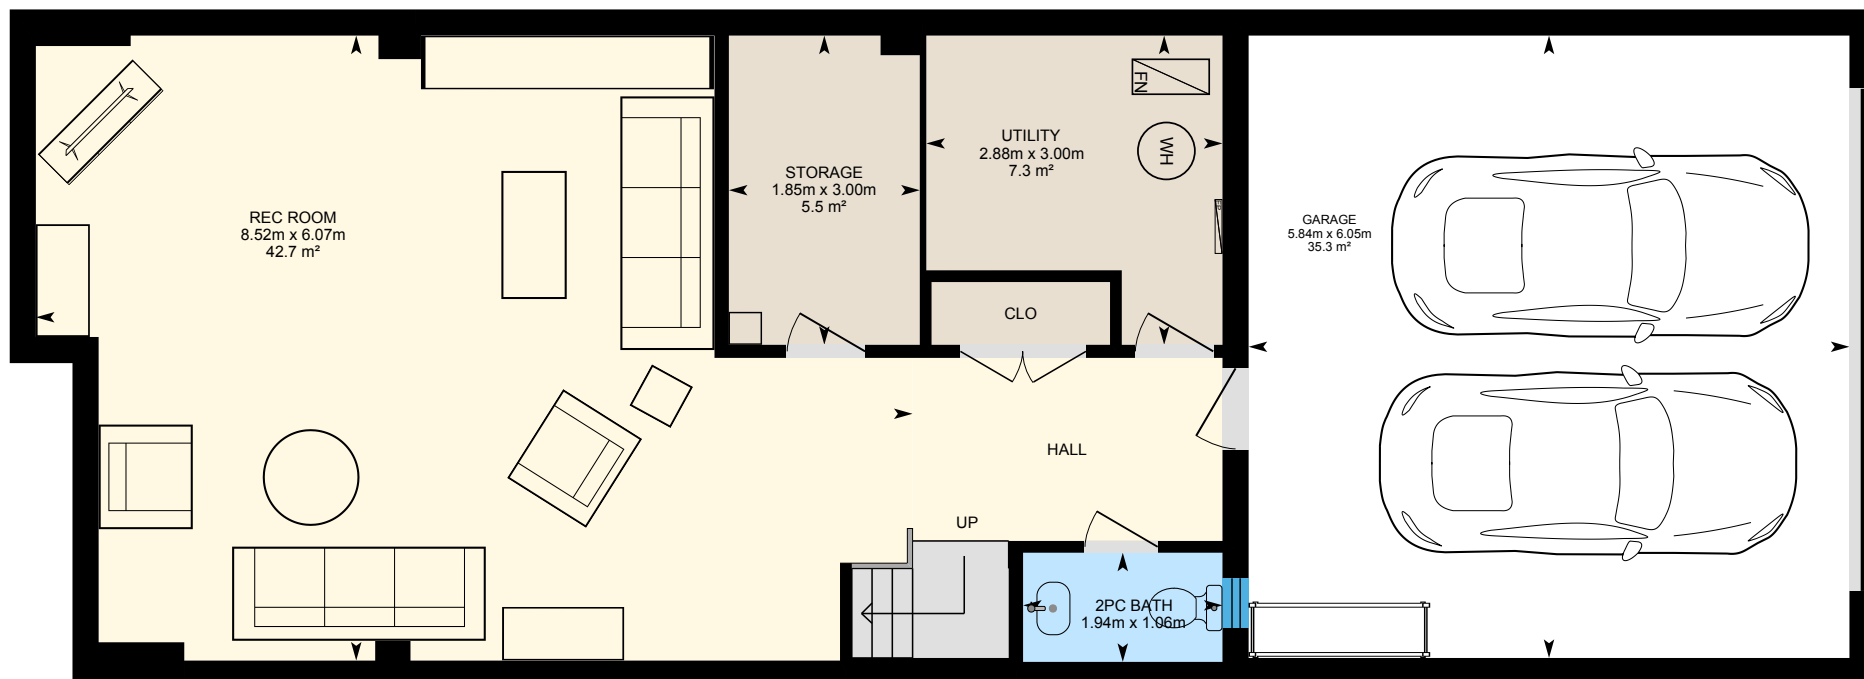 REC ROOM
8.52m x 6.07m
42.7 m²
STORAGE
1.85m x 3.00m
5.5 m²
UTILITY
2.88m x 3.00m
7.3 m²
FN
WH
CLO
HALL
UP
2PC BATH
1.94m x 1.06m
GARAGE
5.84m x 6.05m
35.3 m²